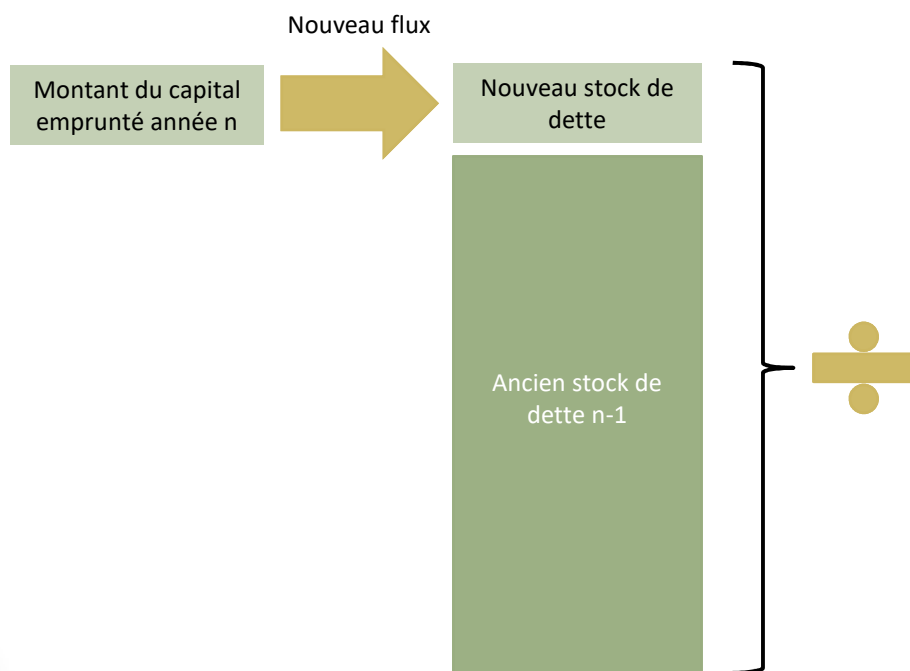 Nouveau flux
Montant du capital
emprunté année n
Nouveau stock de
dette
Ancien stock de
dette n-1